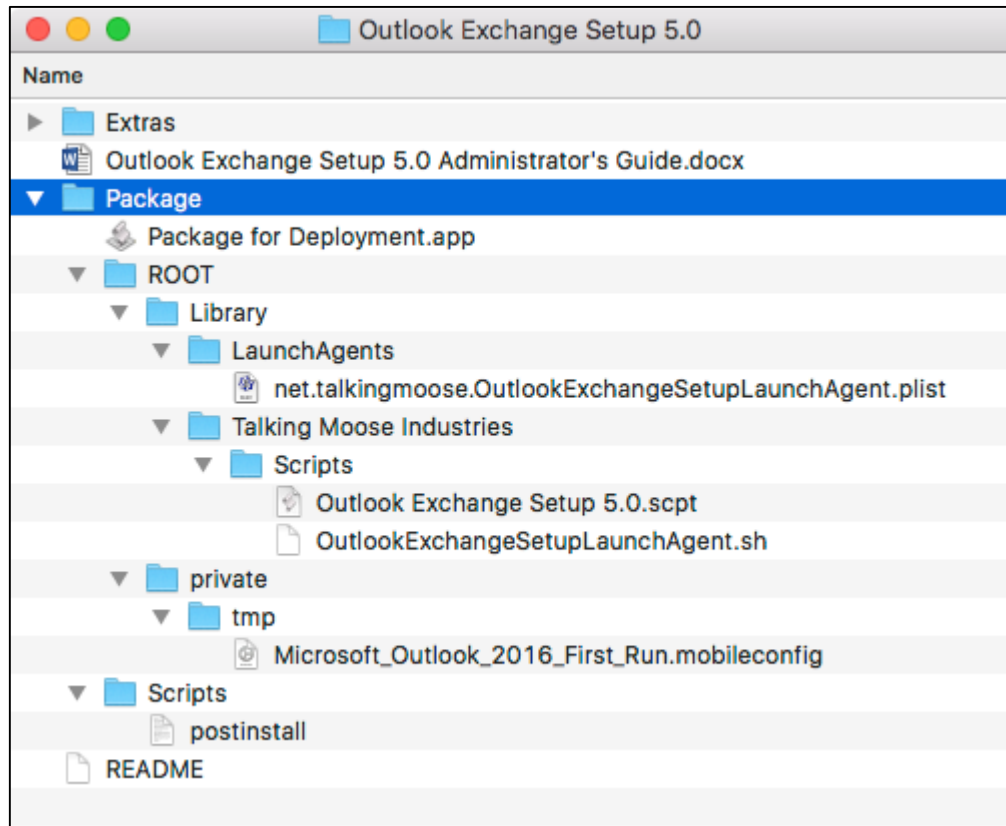 Outlook Exchange Setup 5.0
Name
Extras
Outlook Exchange Setup 5.0 Administrator's Guide.docx
Package
Package for Deployment.app
ROOT
Library
LaunchAgents
net.talkingmoose.OutlookExchangeSetupLaunchAgent.plist
Talking Moose Industries
Scripts
Outlook Exchange Setup 5.0.scpt
OutlookExchangeSetupLaunchAgent.sh
private
tmp
Microsoft_Outlook_2016_First_Run.mobileconfig
Scripts
postinstall
README